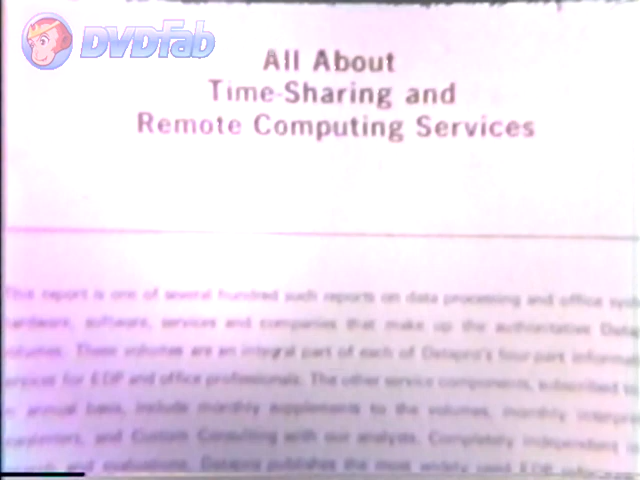 DVDFab
All About
Time-Sharing and
Remote Computing Services
This report is one of several hundred such reports on data processing and office
hardware, software, services and companies that make up the authoritative
volumes. These volumes are an integral part of each of Datapro's four-part
services for EDP and office professionals. The other service components, subscribed
annual basis, include monthly supplements to the volumes, monthly
and Custom Consulting with our analysts. Completely independent
and evaluations, Datapro publishes the most widely used EDP